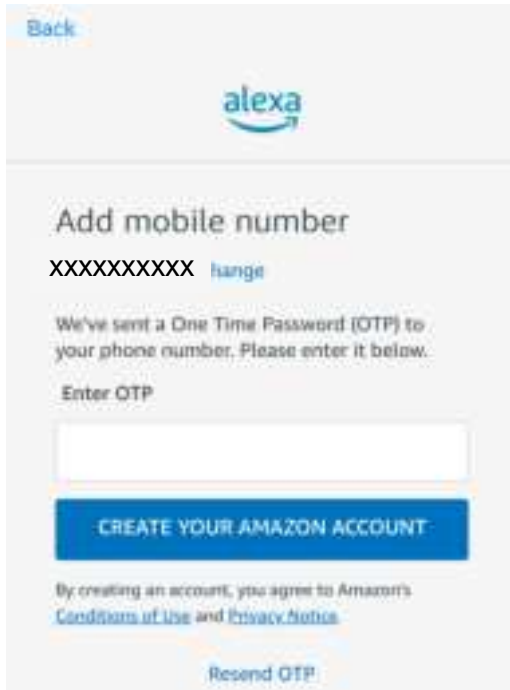 Back
alexa
Add mobile number
XXXXXXXXXX hange
We've sent a One Time Password (OTP) to
your phone number. Please enter it below.
Enter OTP
CREATE YOUR AMAZON ACCOUNT
By creating an account, you agree to Amazon's
Conditions of Use and Privacy Notice
Resend OTP